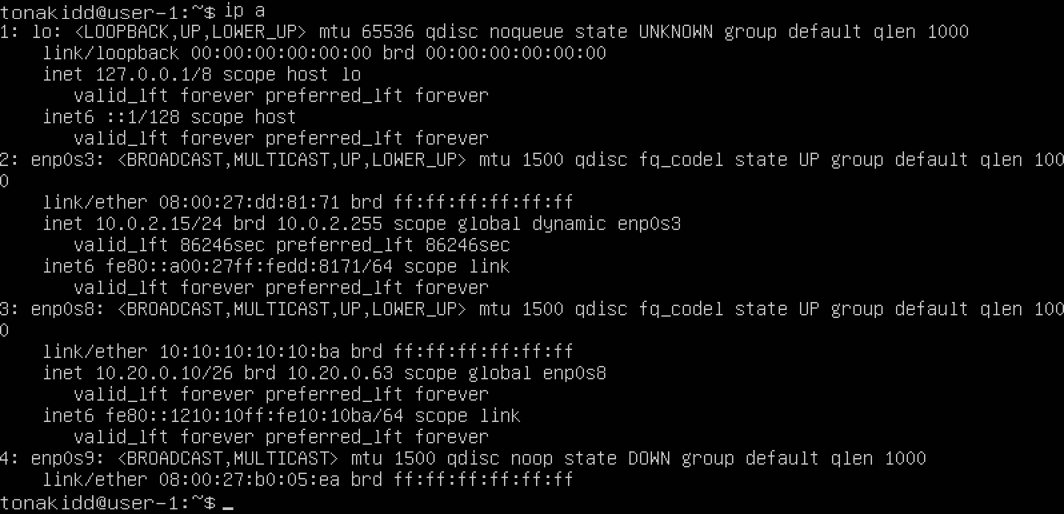 tonakidd@user-1:~$ ip a
1: lo: <LOOPBACK,UP,LOWER_UP> mtu 65536 qdisc noqueue state UNKNOWN group default qlen 1000
    link/loopback 00:00:00:00:00:00 brd 00:00:00:00:00:00
    inet 127.0.0.1/8 scope host lo
       valid_lft forever preferred_lft forever
    inet6 ::1/128 scope host
       valid_lft forever preferred_lft forever
2: enp0s3: <BROADCAST,MULTICAST,UP,LOWER_UP> mtu 1500 qdisc fq_codel state UP group default qlen 100
0
    link/ether 08:00:27:dd:81:71 brd ff:ff:ff:ff:ff:ff
    inet 10.0.2.15/24 brd 10.0.2.255 scope global dynamic enp0s3
       valid_lft 86246sec preferred_lft 86246sec
    inet6 fe80::a00:27ff:fedd:8171/64 scope link
       valid_lft forever preferred_lft forever
3: enp0s8: <BROADCAST,MULTICAST,UP,LOWER_UP> mtu 1500 qdisc fq_codel state UP group default qlen 100
0
    link/ether 10:10:10:10:10:ba brd ff:ff:ff:ff:ff:ff
    inet 10.20.0.10/26 brd 10.20.0.63 scope global enp0s8
       valid_lft forever preferred_lft forever
    inet6 fe80::1210:10ff:fe10:10ba/64 scope link
       valid_lft forever preferred_lft forever
4: enp0s9: <BROADCAST,MULTICAST> mtu 1500 qdisc noop state DOWN group default qlen 1000
    link/ether 08:00:27:b0:05:ea brd ff:ff:ff:ff:ff:ff
tonakidd@user-1:~$ _